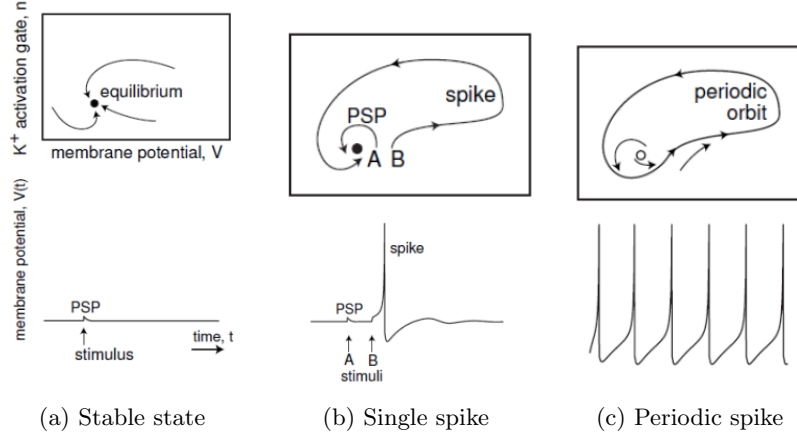 K+ activation gate, n
equilibrium
membrane potential, V
PSP
spike
A B
periodic
orbit
membrane potential, V(t)
PSP
stimulus
time, t
PSP
spike
A B
stimuli
(a) Stable state
(b) Single spike
(c) Periodic spike